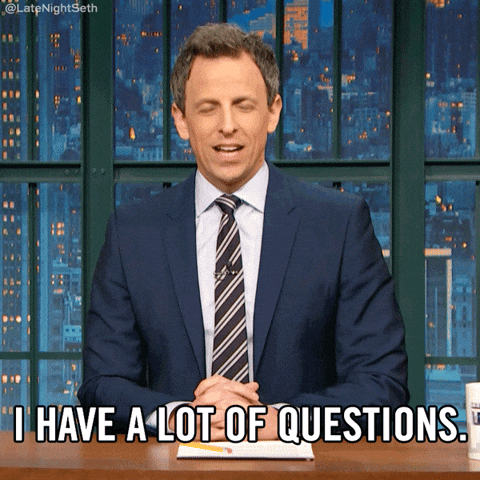 @LateNightSeth
I HAVE A LOT OF QUESTIONS.